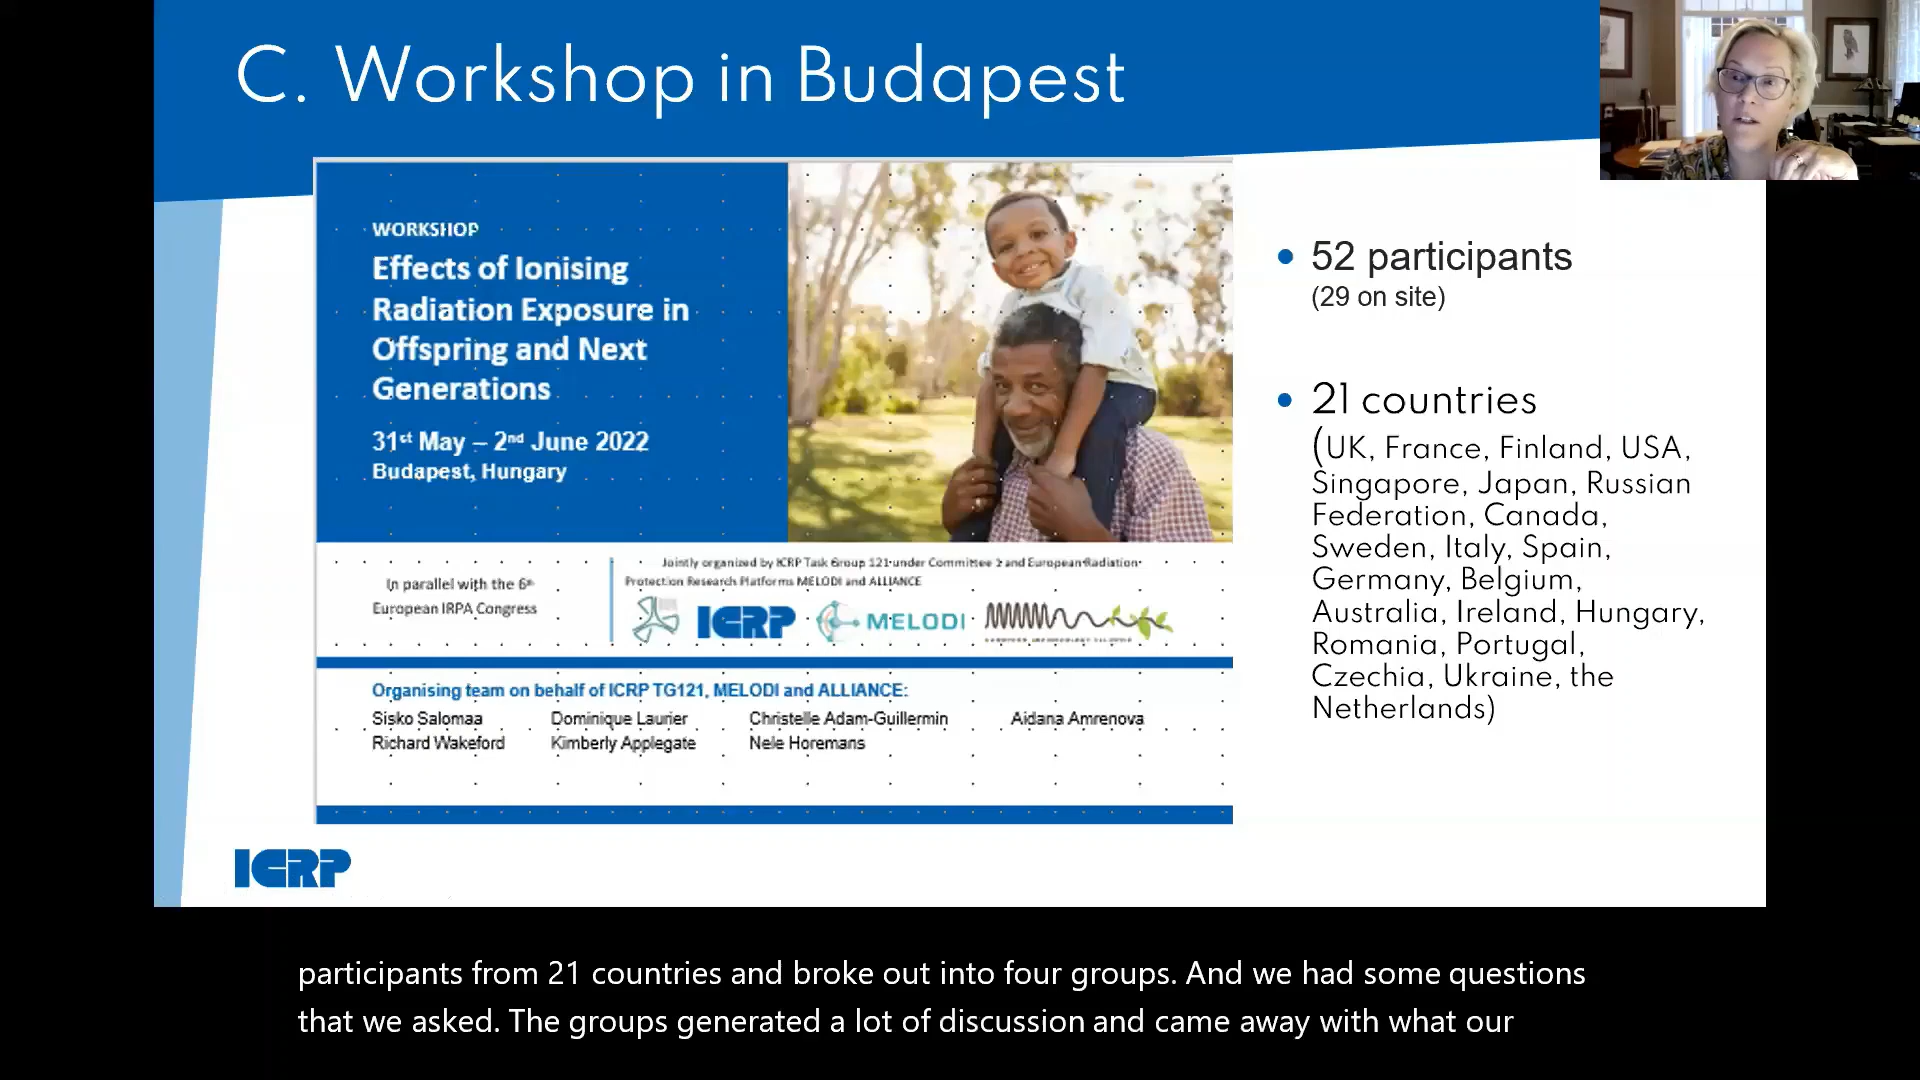 C. Workshop in Budapest
WORKSHOP
Effects of Ionising
Radiation Exposure in
Offspring and Next
Generations
31st May – 2nd June 2022
Budapest, Hungary
In parallel with the 6th
European IRPA Congress
Jointly organized by ICRP Task Group 121 under Committee 1 and European Radiation
Protection Research Platforms MELODI and ALLIANCE
ICRP
MELODI
Organising team on behalf of ICRP TG121, MELODI and ALLIANCE:
Sisko Salomaa Dominique Laurier Christelle Adam-Guillermin Aidana Amrenova
Richard Wakeford Kimberly Applegate Nele Horemans
• 52 participants
(29 on site)
• 21 countries
(UK, France, Finland, USA,
Singapore, Japan, Russian
Federation, Canada,
Sweden, Italy, Spain,
Germany, Belgium,
Australia, Ireland, Hungary,
Romania, Portugal,
Czechia, Ukraine, the
Netherlands)
ICRP
participants from 21 countries and broke out into four groups. And we had some questions
that we asked. The groups generated a lot of discussion and came away with what our